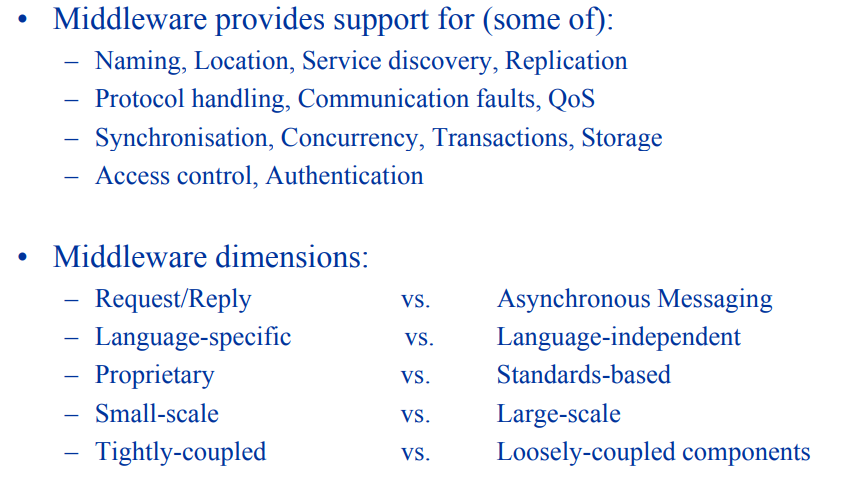 • Middleware provides support for (some of):
– Naming, Location, Service discovery, Replication
– Protocol handling, Communication faults, QoS
– Synchronisation, Concurrency, Transactions, Storage
– Access control, Authentication
• Middleware dimensions:
– Request/Reply vs. Asynchronous Messaging
– Language-specific vs. Language-independent
– Proprietary vs. Standards-based
– Small-scale vs. Large-scale
– Tightly-coupled vs. Loosely-coupled components